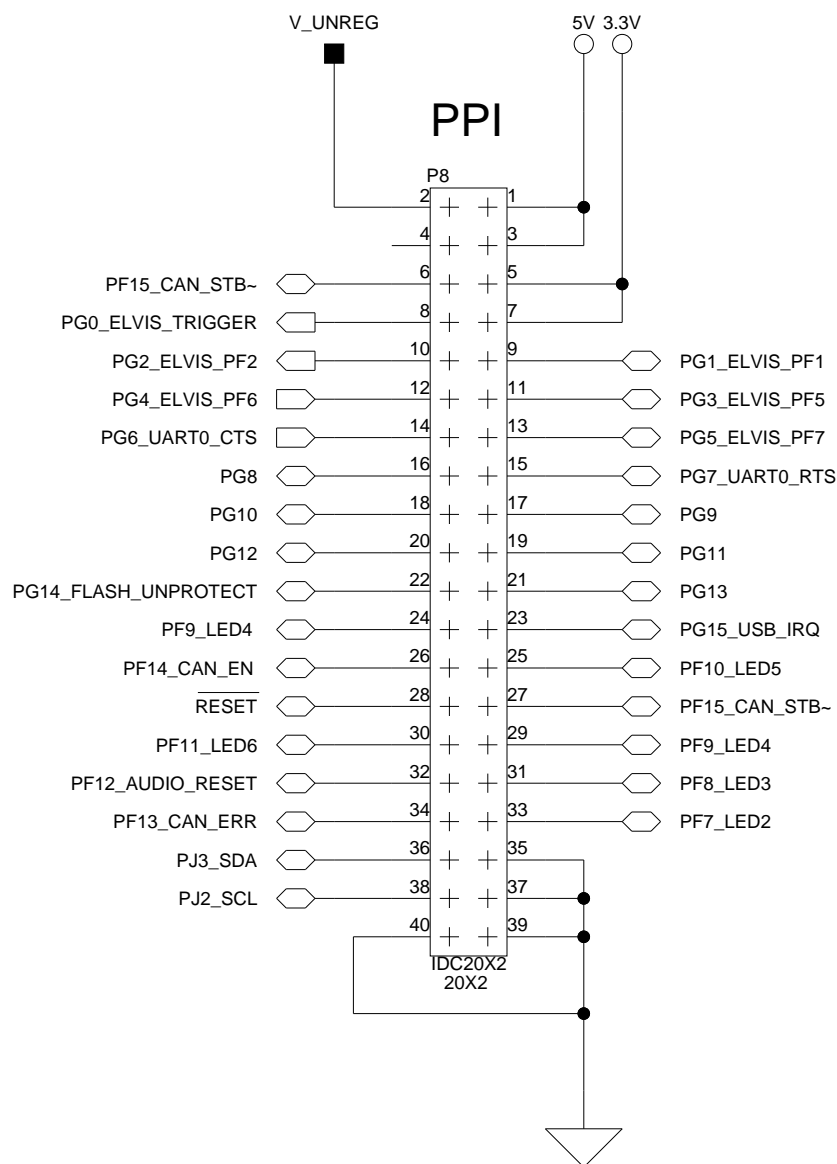 V_UNREG
5V 3.3V
PPI
P8
2 1
4 3
PF15_CAN_STB~ 6 5
PG0_ELVIS_TRIGGER 8 7
PG2_ELVIS_PF2 10 9 PG1_ELVIS_PF1
PG4_ELVIS_PF6 12 11 PG3_ELVIS_PF5
PG6_UART0_CTS 14 13 PG5_ELVIS_PF7
PG8 16 15 PG7_UART0_RTS
PG10 18 17 PG9
PG12 20 19 PG11
PG14_FLASH_UNPROTECT 22 21 PG13
PF9_LED4 24 23 PG15_USB_IRQ
PF14_CAN_EN 26 25 PF10_LED5
RESET 28 27 PF15_CAN_STB~
PF11_LED6 30 29 PF9_LED4
PF12_AUDIO_RESET 32 31 PF8_LED3
PF13_CAN_ERR 34 33 PF7_LED2
PJ3_SDA 36 35
PJ2_SCL 38 37
40 39
IDC20X2
20X2